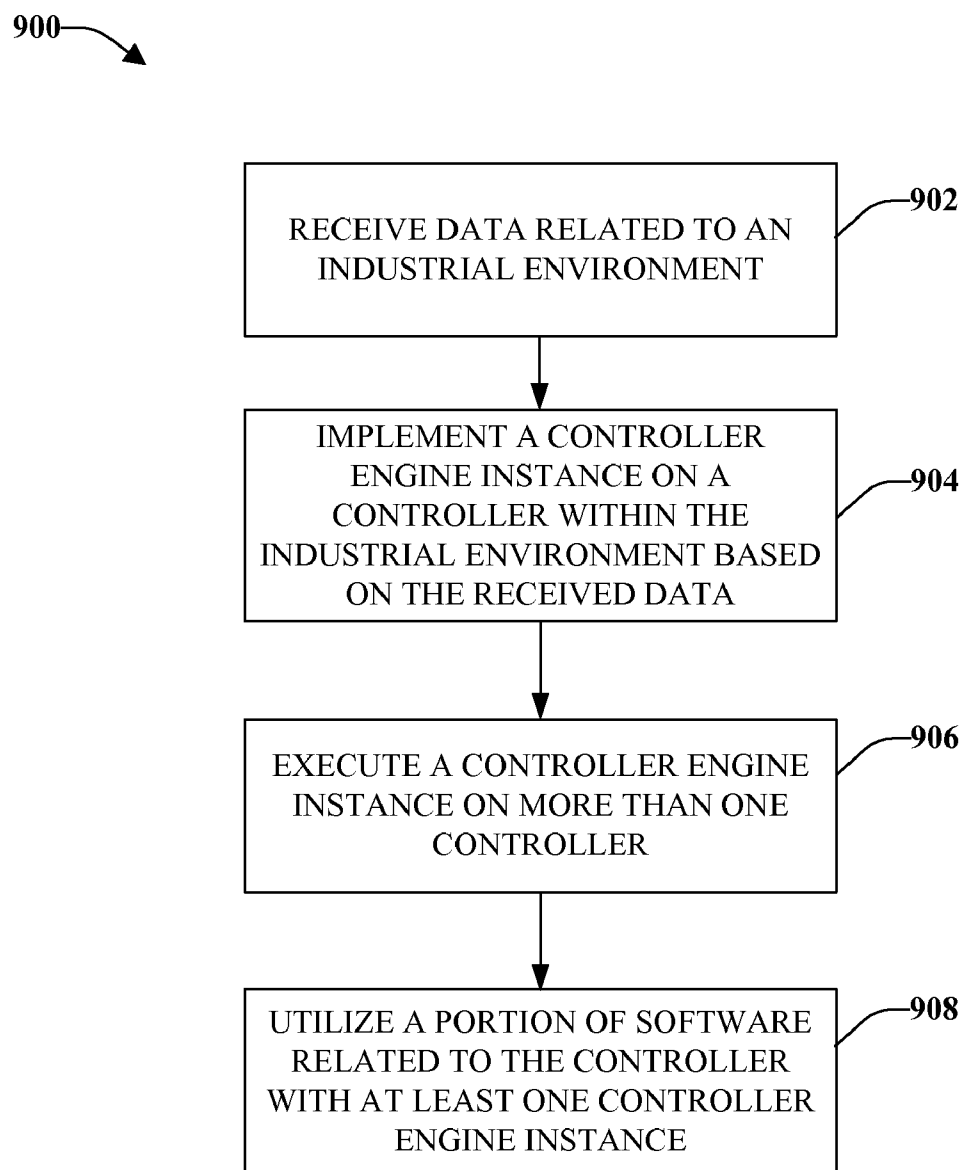 900
902
RECEIVE DATA RELATED TO AN
INDUSTRIAL ENVIRONMENT
904
IMPLEMENT A CONTROLLER
ENGINE INSTANCE ON A
CONTROLLER WITHIN THE
INDUSTRIAL ENVIRONMENT BASED
ON THE RECEIVED DATA
906
EXECUTE A CONTROLLER ENGINE
INSTANCE ON MORE THAN ONE
CONTROLLER
908
UTILIZE A PORTION OF SOFTWARE
RELATED TO THE CONTROLLER
WITH AT LEAST ONE CONTROLLER
ENGINE INSTANCE